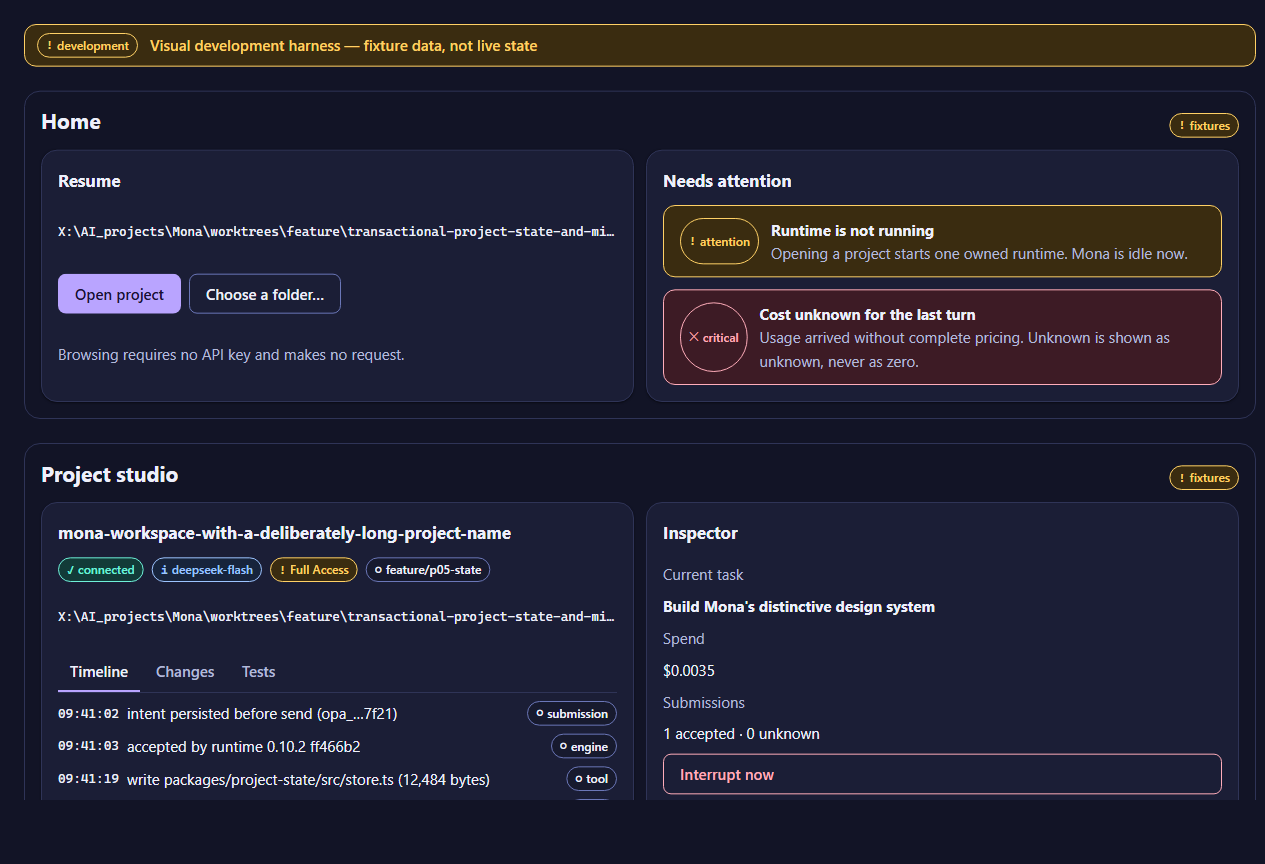 ! development Visual development harness — fixture data, not live state
Home
! fixtures
Resume
X:\AI_projects\Mona\worktrees\feature\transactional-project-state-and-mi…
Open project
Choose a folder...
Browsing requires no API key and makes no request.
Needs attention
! attention
Runtime is not running
Opening a project starts one owned runtime. Mona is idle now.
× critical
Cost unknown for the last turn
Usage arrived without complete pricing. Unknown is shown as
unknown, never as zero.
Project studio
! fixtures
mona-workspace-with-a-deliberately-long-project-name
✓ connected
i deepseek-flash
! Full Access
feature/p05-state
X:\AI_projects\Mona\worktrees\feature\transactional-project-state-and-mi…
Timeline
Changes
Tests
09:41:02 intent persisted before send (opa_…7f21) submission
09:41:03 accepted by runtime 0.10.2 ff466b2 engine
09:41:19 write packages/project-state/src/store.ts (12,484 bytes) tool
Inspector
Current task
Build Mona's distinctive design system
Spend
$0.0035
Submissions
1 accepted · 0 unknown
Interrupt now